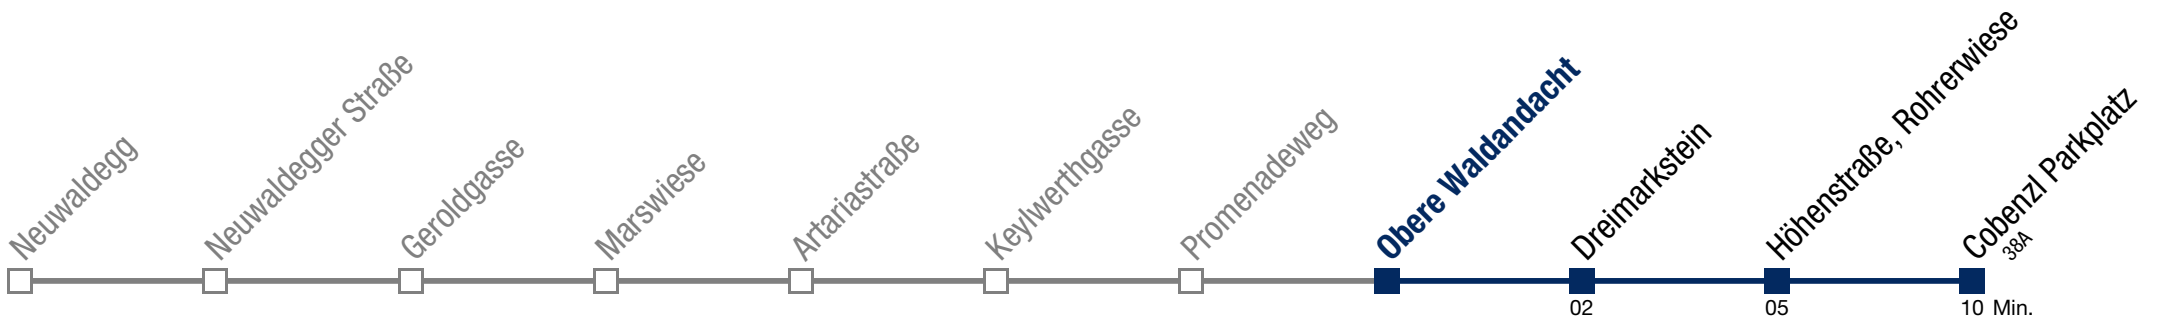 Neuwaldegg
Neuwaldegger Straße
Geroldgasse
Marswiese
Artariastraße
Keylwerthgasse
Promenadeweg
Obere Waldandacht
Dreimarkstein
Höhenstraße, Rohrerwiese
Cobenzl Parkplatz
38A
02
05
10 Min.